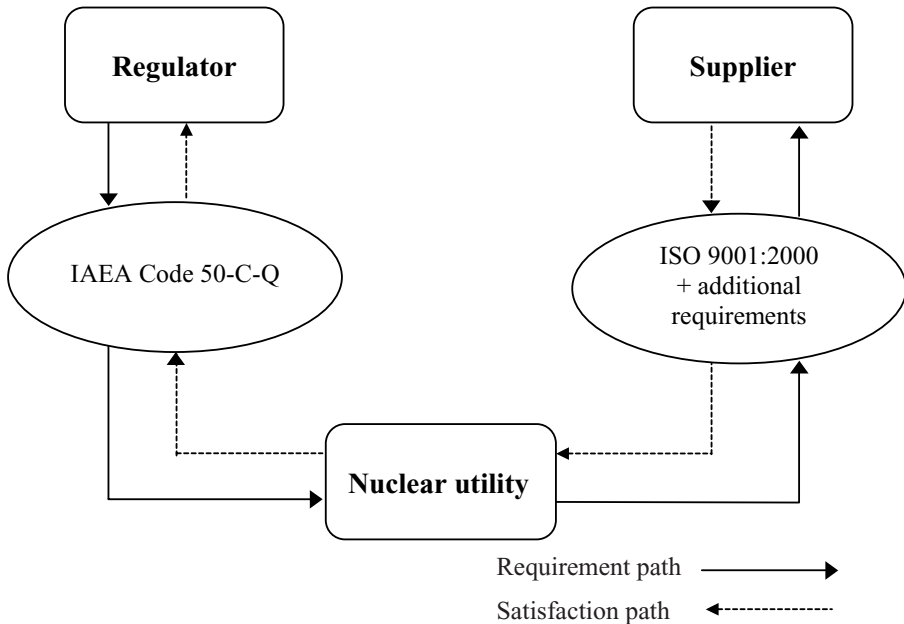 Regulator
Supplier
IAEA Code 50-C-Q
ISO 9001:2000
+ additional
requirements
Nuclear utility
Requirement path
Satisfaction path